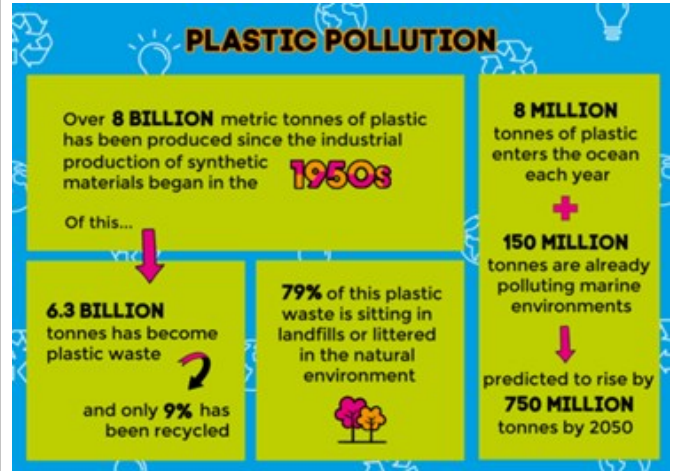 PLASTIC POLLUTION
Over 8 BILLION metric tonnes of plastic
has been produced since the industrial
production of synthetic
materials began in the 1950s
Of this...
6.3 BILLION
tonnes has become
plastic waste
and only 9% has
been recycled
79% of this plastic
waste is sitting in
landfills or littered
in the natural
environment
8 MILLION
tonnes of plastic
enters the ocean
each year
+
150 MILLION
tonnes are already
polluting marine
environments
predicted to rise by
750 MILLION
tonnes by 2050